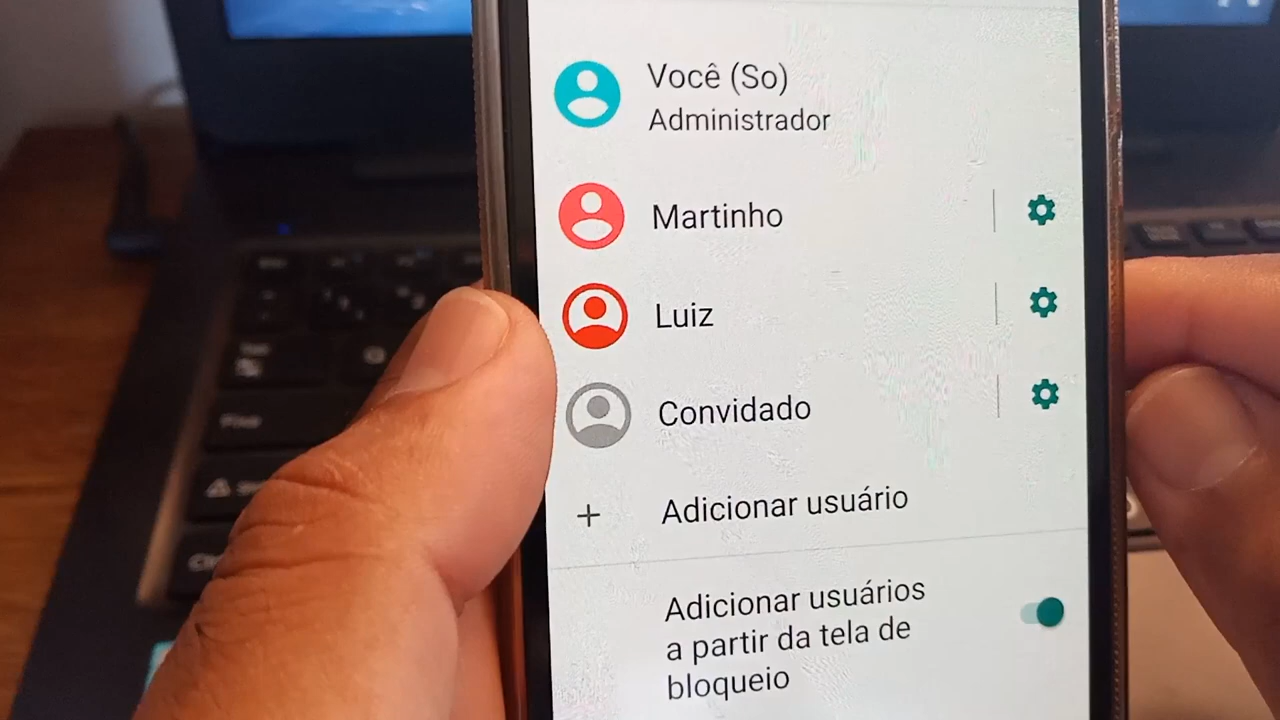 Você (So)
Administrador
Martinho
Luiz
Convidado
+ Adicionar usuário
Adicionar usuários
a partir da tela de
bloqueio